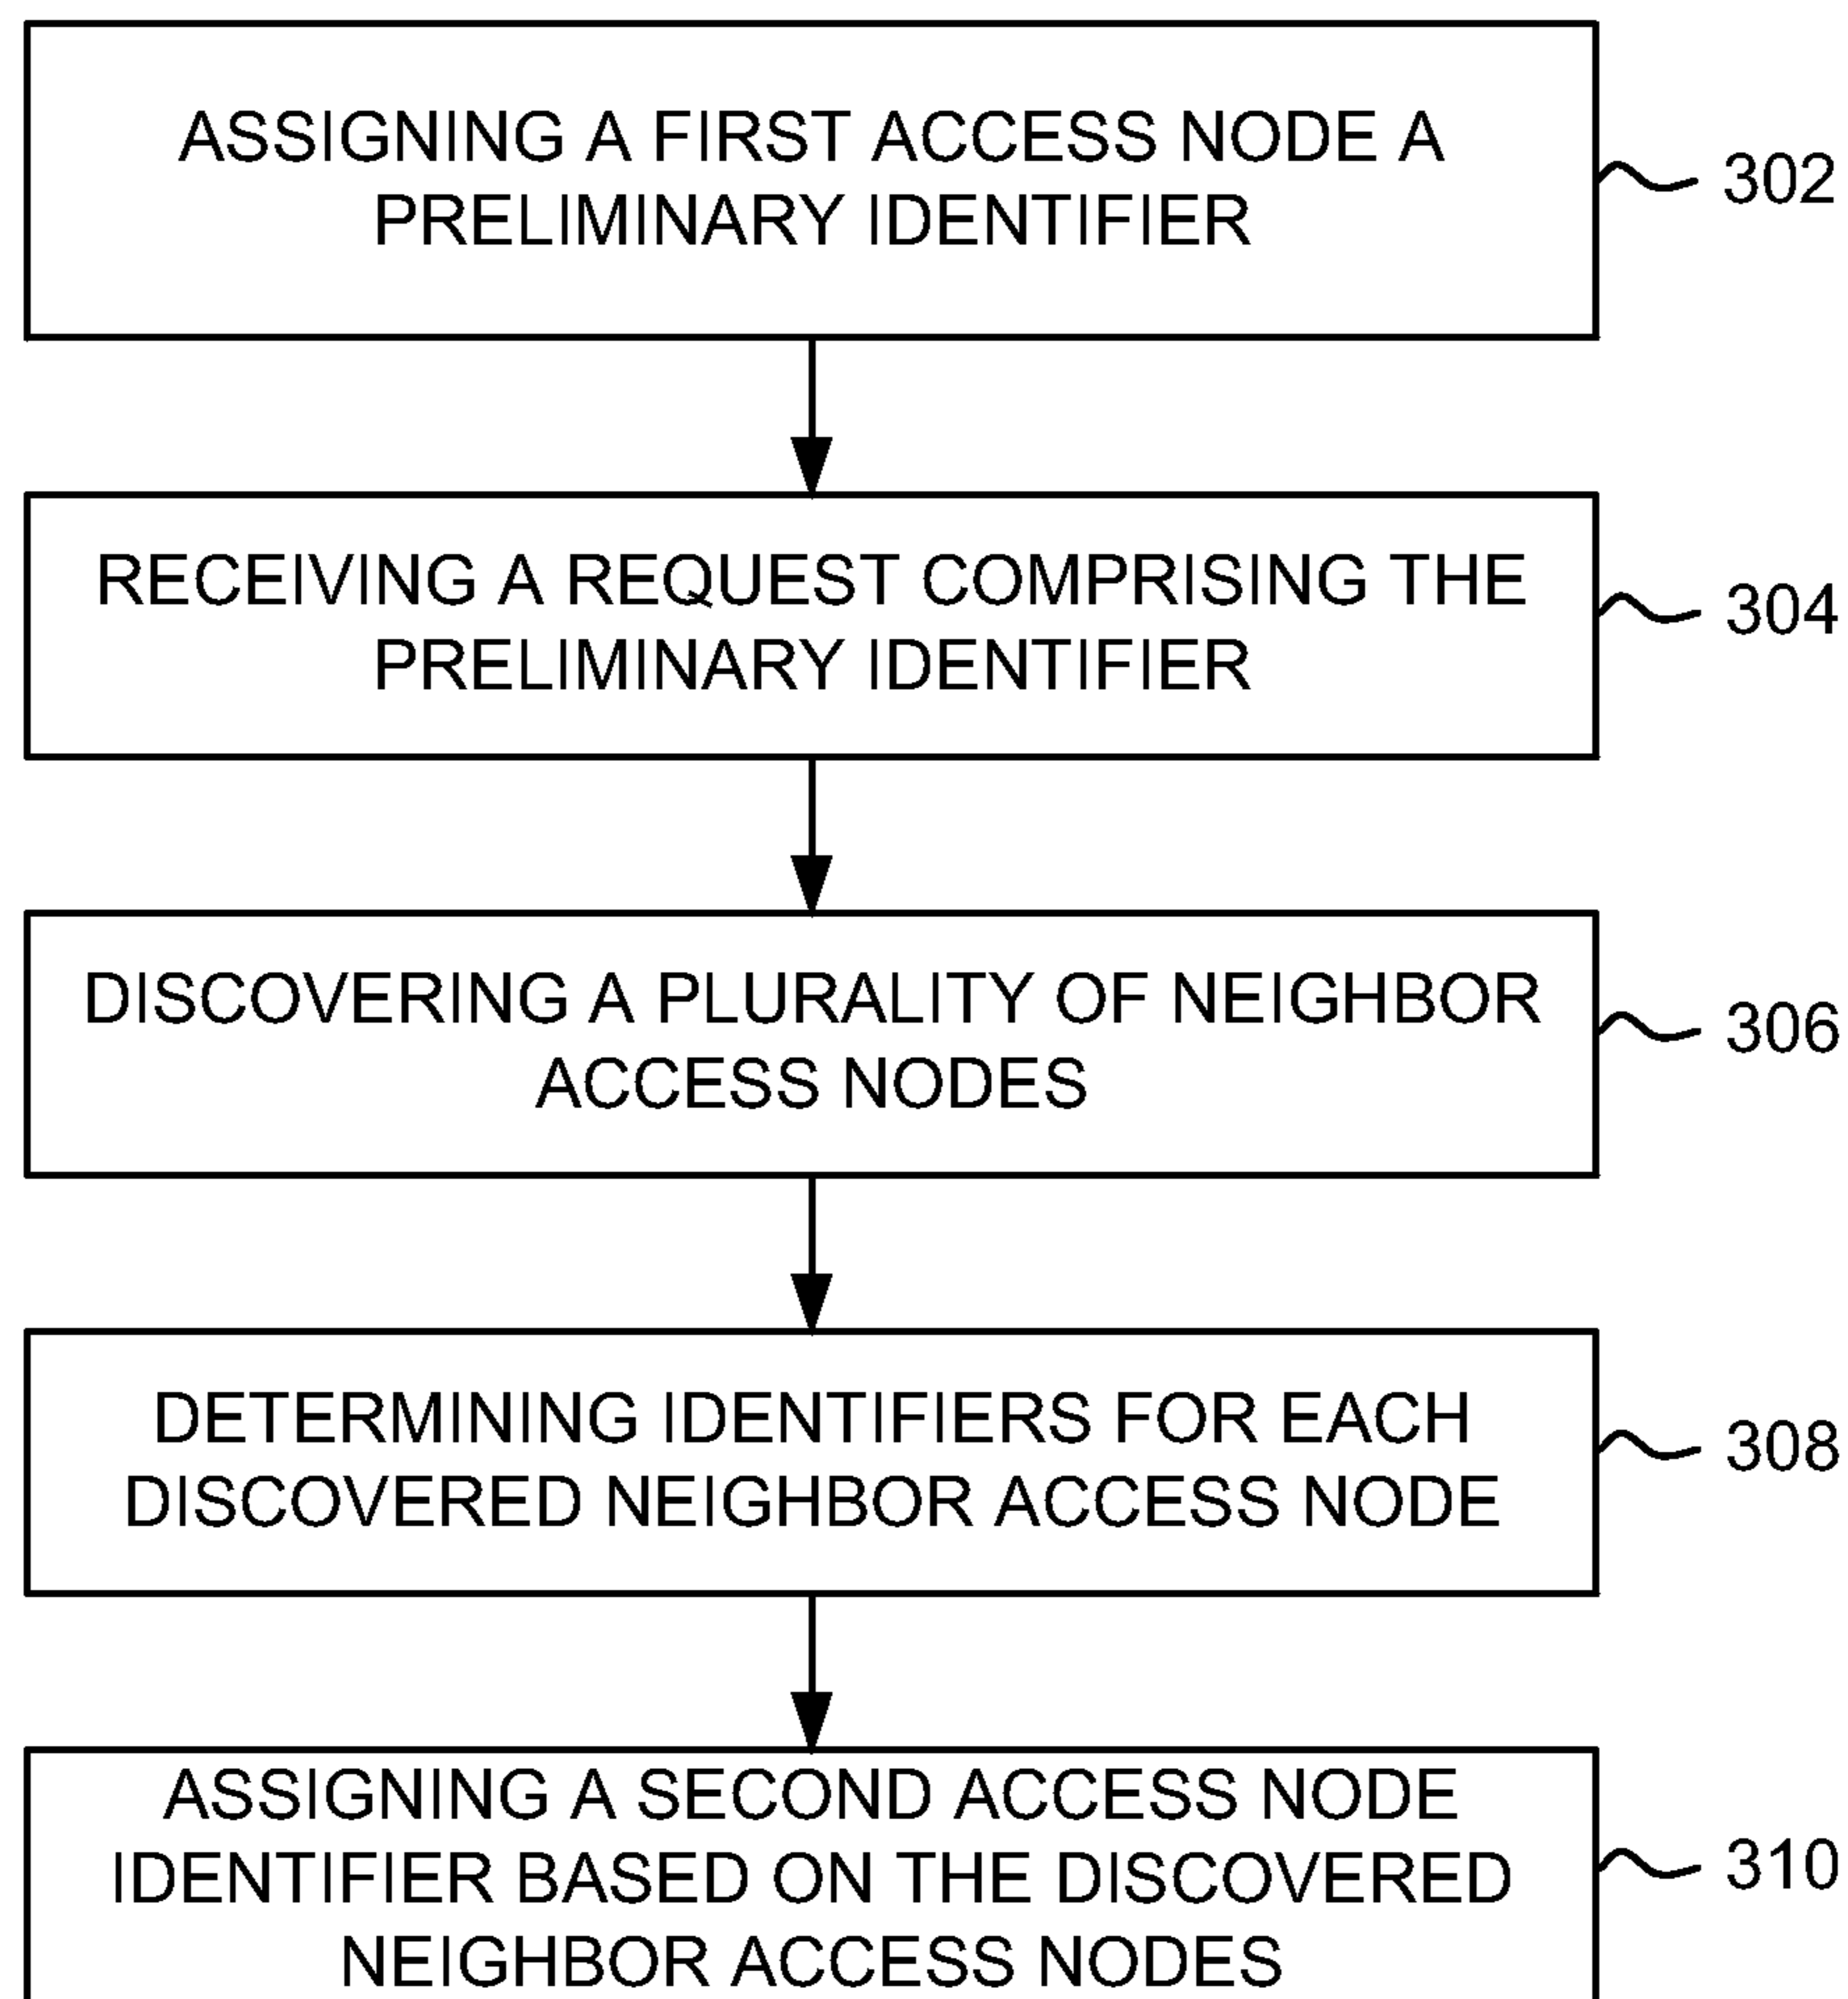 ASSIGNING A FIRST ACCESS NODE A
PRELIMINARY IDENTIFIER
302
RECEIVING A REQUEST COMPRISING THE
PRELIMINARY IDENTIFIER
304
DISCOVERING A PLURALITY OF NEIGHBOR
ACCESS NODES
306
DETERMINING IDENTIFIERS FOR EACH
DISCOVERED NEIGHBOR ACCESS NODE
308
ASSIGNING A SECOND ACCESS NODE
IDENTIFIER BASED ON THE DISCOVERED
NEIGHBOR ACCESS NODES
310